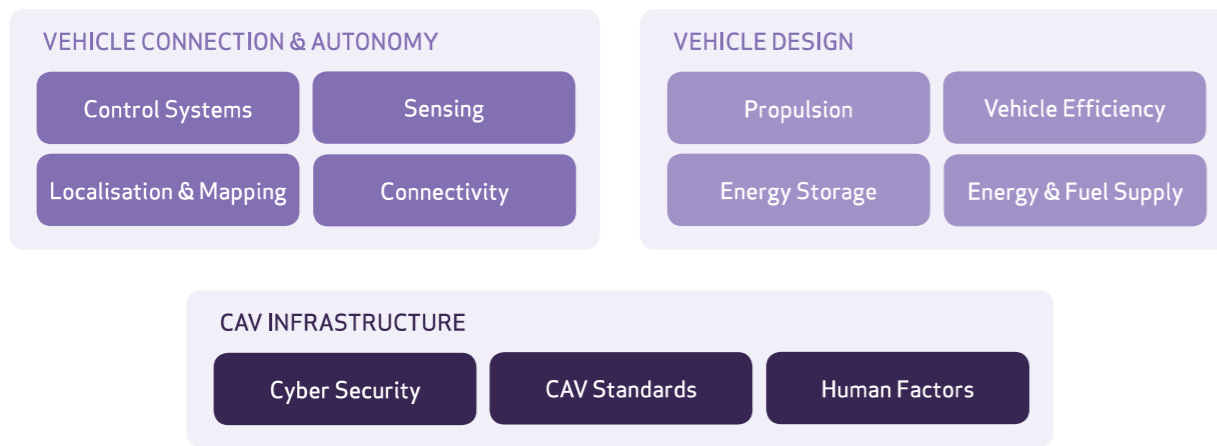 VEHICLE CONNECTION & AUTONOMY
Control Systems
Sensing
Localisation & Mapping
Connectivity
VEHICLE DESIGN
Propulsion
Vehicle Efficiency
Energy Storage
Energy & Fuel Supply
CAV INFRASTRUCTURE
Cyber Security
CAV Standards
Human Factors